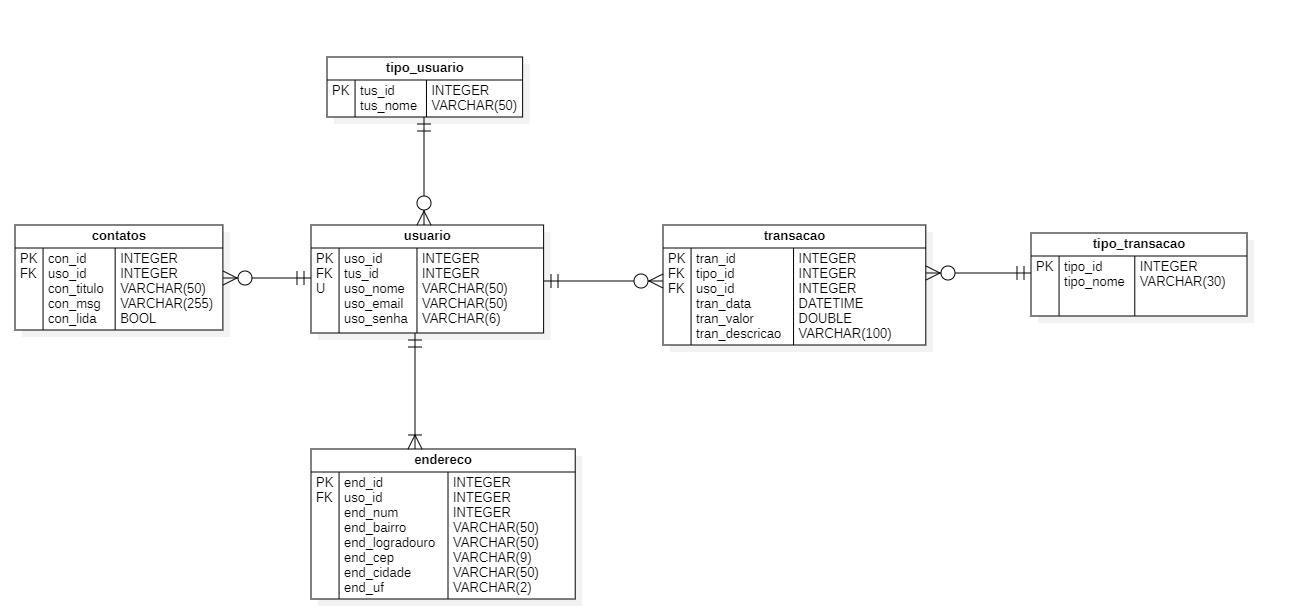 tipo_usuario
PK tus_id INTEGER
tus_nome VARCHAR(50)
contatos
PK con_id INTEGER
FK uso_id INTEGER
con_titulo VARCHAR(50)
con_msg VARCHAR(255)
con_lida BOOL
usuario
PK uso_id INTEGER
FK tus_id INTEGER
U uso_nome VARCHAR(50)
uso_email VARCHAR(50)
uso_senha VARCHAR(6)
transacao
PK tran_id INTEGER
FK tipo_id INTEGER
FK uso_id INTEGER
tran_data DATETIME
tran_valor DOUBLE
tran_descricao VARCHAR(100)
tipo_transacao
PK tipo_id INTEGER
tipo_nome VARCHAR(30)
endereco
PK end_id INTEGER
FK uso_id INTEGER
end_num INTEGER
end_bairro VARCHAR(50)
end_logradouro VARCHAR(50)
end_cep VARCHAR(9)
end_cidade VARCHAR(50)
end_uf VARCHAR(2)